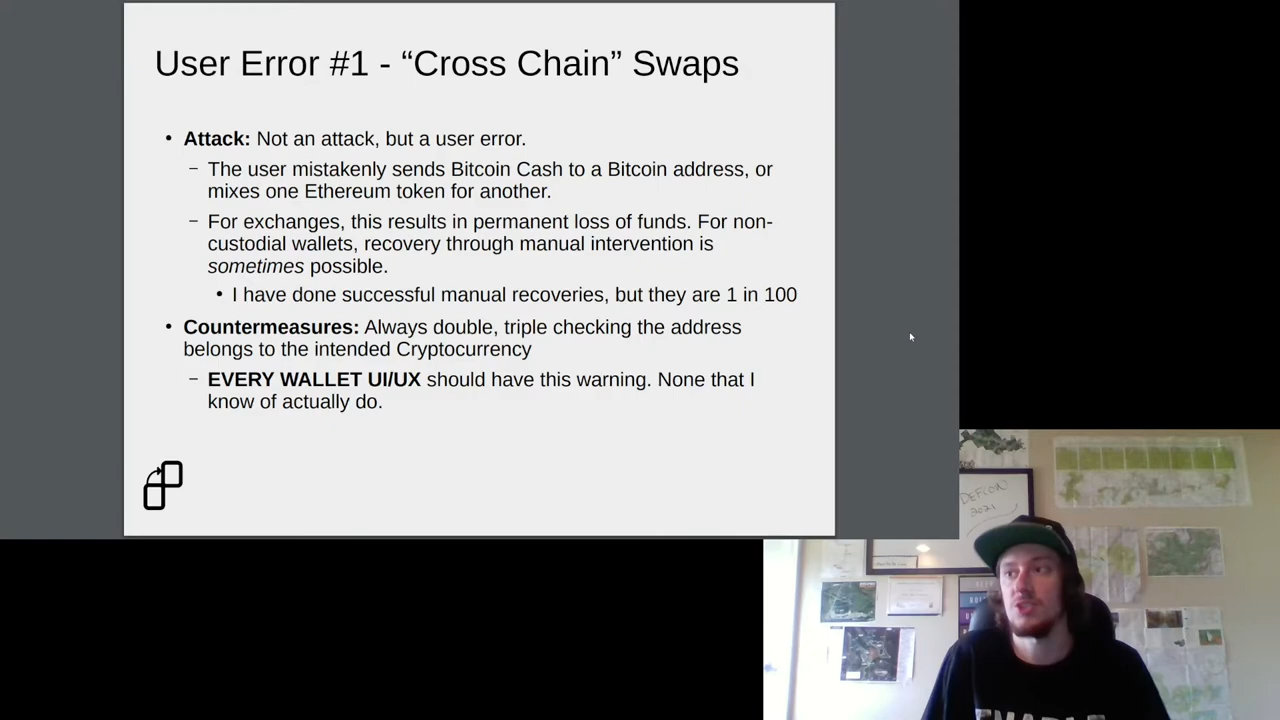 User Error #1 - “Cross Chain” Swaps
• Attack: Not an attack, but a user error.
– The user mistakenly sends Bitcoin Cash to a Bitcoin address, or
mixes one Ethereum token for another.
– For exchanges, this results in permanent loss of funds. For non-
custodial wallets, recovery through manual intervention is
sometimes possible.
• I have done successful manual recoveries, but they are 1 in 100
• Countermeasures: Always double, triple checking the address
belongs to the intended Cryptocurrency
– EVERY WALLET UI/UX should have this warning. None that I
know of actually do.
DEFCON
2021